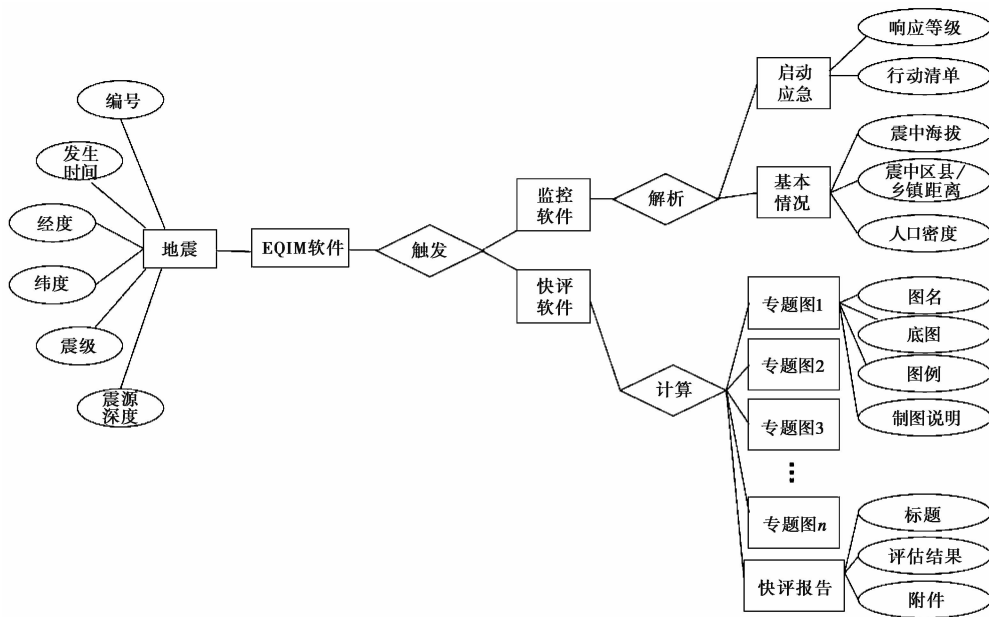 编号
发生
时间
经度
纬度
震级
震源
深度
地震
EQIM软件
触发
监控
软件
快评
软件
解析
计算
启动
应急
响应等级
行动清单
基本
情况
震中海拔
震中区县/
乡镇距离
人口密度
专题图1
图名
底图
图例
制图说明
专题图2
专题图3
专题图n
快评报告
标题
评估结果
附件